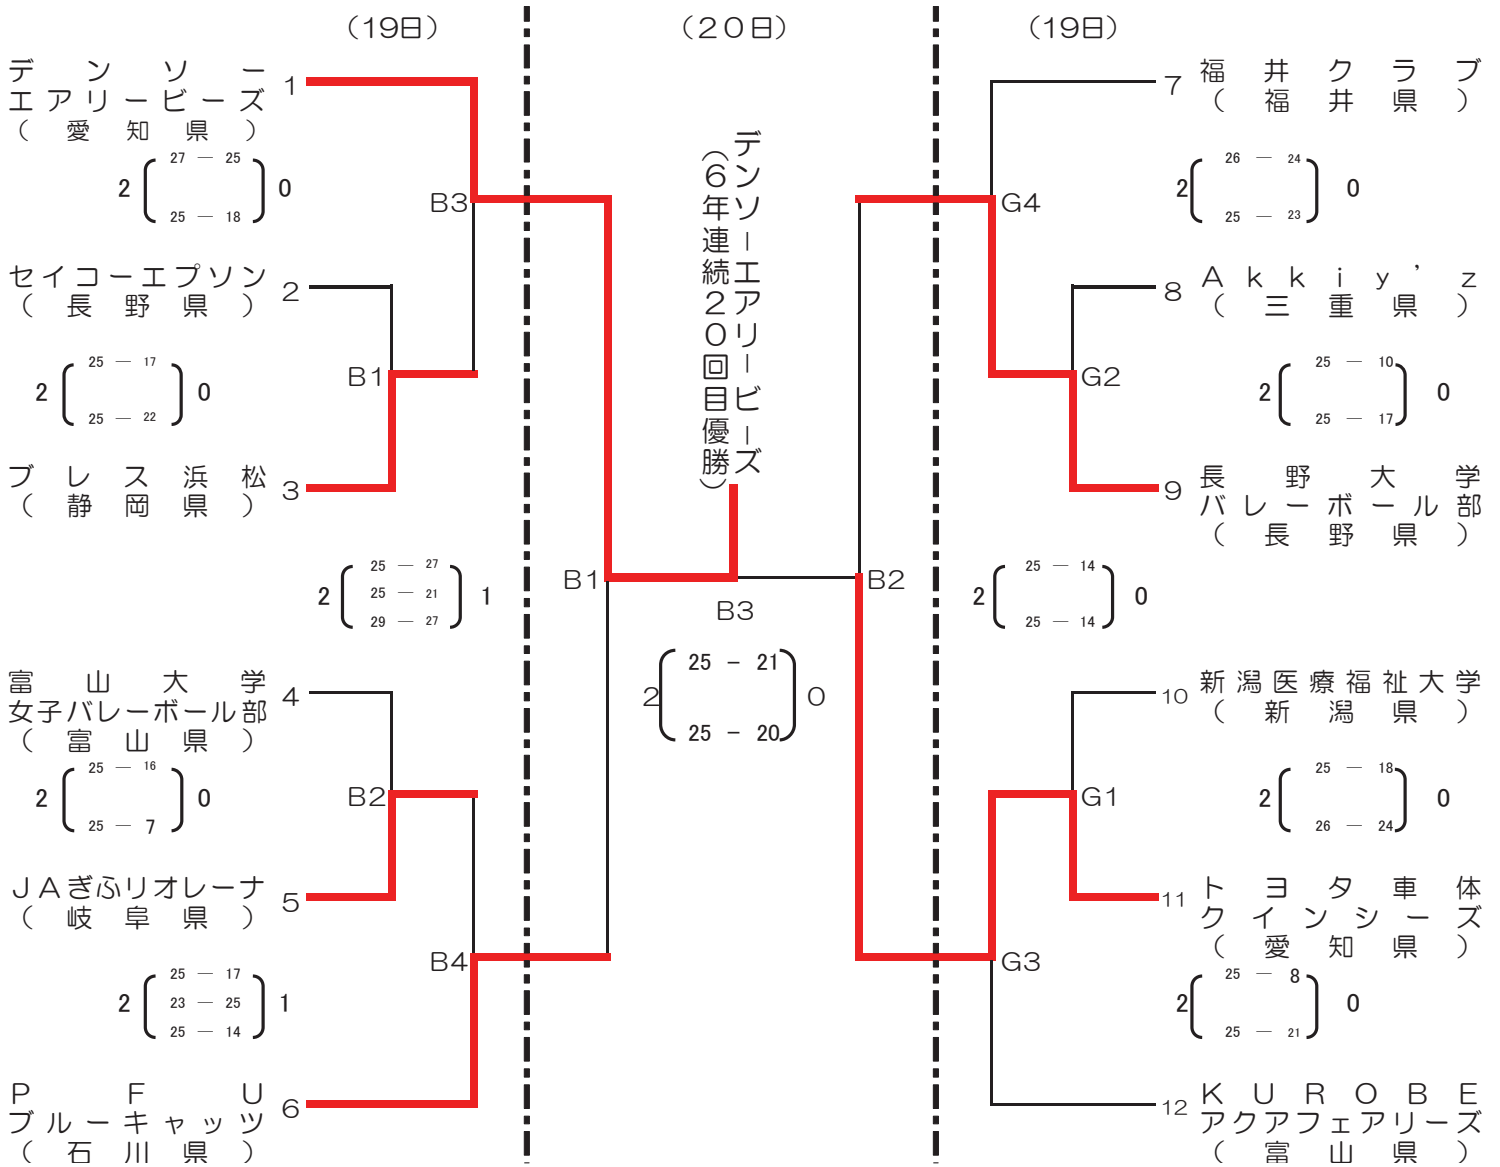 （19日）
（20日）
（19日）
デンソー
エアリービーズ
（愛知県）
1
27 — 25
2
0
25 — 18
B3
セイコーエプソン
（長野県）
2
25 — 17
2
0
25 — 22
B1
ブレス浜松
（静岡県）
3
25 — 27
2
25 — 21
1
29 — 27
B1
富山大学
女子バレーボール部
（富山県）
4
25 — 16
2
0
25 — 7
B2
JAぎふリオレーナ
（岐阜県）
5
25 — 17
2
23 — 25
1
25 — 14
B4
PFU
ブルーキャッツ
（石川県）
6
デンソーエアリービーズ
（6年連続20回目優勝）
B3
25 － 21
2
0
25 － 20
7
福井クラブ
（福井県）
26 — 24
2
0
25 — 23
G4
8
Akkiy’z
（三重県）
25 — 10
2
0
25 — 17
G2
9
長野大学
バレーボール部
（長野県）
B2
25 — 14
2
0
25 — 14
10
新潟医療福祉大学
（新潟県）
25 — 18
2
0
26 — 24
G1
11
トヨタ車体
クインシーズ
（愛知県）
G3
25 — 8
2
0
25 — 21
12
KUROBE
アクアフェアリーズ
（富山県）